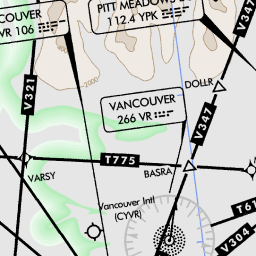 PITT MEADOWS
112.4 YPK
COUVER
VR 106
V347
V321
2000
DOLLR
VANCOUVER
266 VR
V347
T775
VARSY
BASRA
Vancouver Intl
(CYVR)
T61
V304